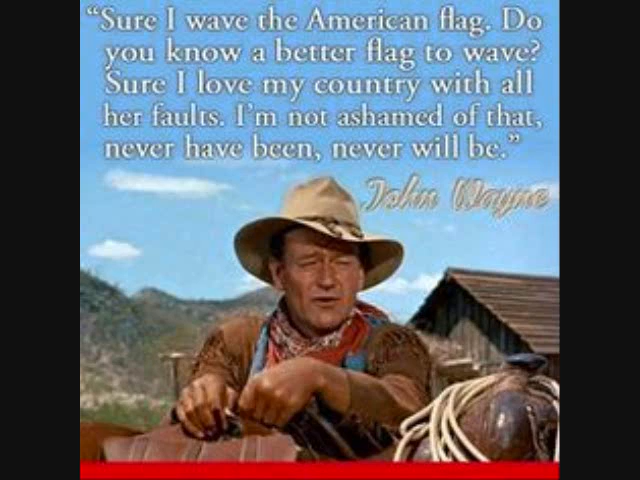 “Sure I wave the American flag. Do
you know a better flag to wave?
Sure I love my country with all
her faults. I’m not ashamed of that,
never have been, never will be.”
John Wayne